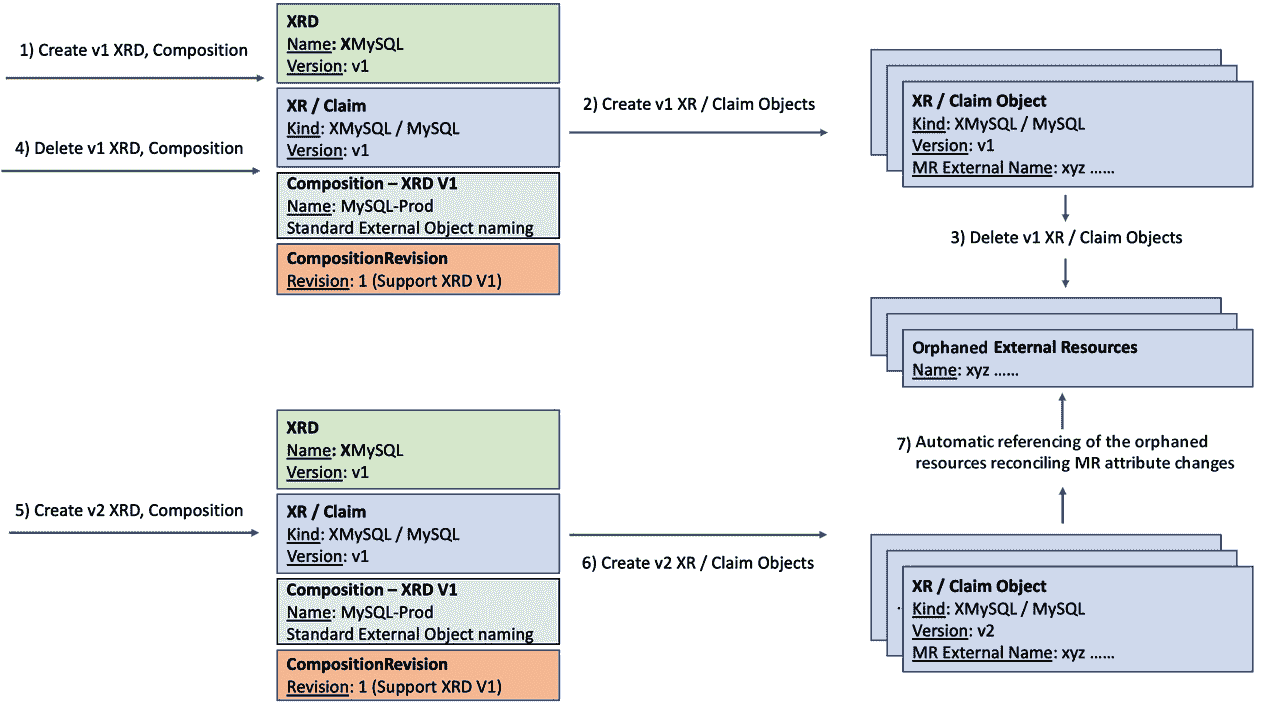 1) Create v1 XRD, Composition
4) Delete v1 XRD, Composition
XRD
Name: XMySQL
Version: v1
XR / Claim
Kind: XMySQL / MySQL
Version: v1
Composition – XRD V1
Name: MySQL-Prod
Standard External Object naming
CompositionRevision
Revision: 1 (Support XRD V1)
2) Create v1 XR / Claim Objects
XR / Claim Object
Kind: XMySQL / MySQL
Version: v1
MR External Name: xyz ......
3) Delete v1 XR / Claim Objects
Orphaned External Resources
Name: xyz ......
7) Automatic referencing of the orphaned
resources reconciling MR attribute changes
5) Create v2 XRD, Composition
XRD
Name: XMySQL
Version: v1
XR / Claim
Kind: XMySQL / MySQL
Version: v1
Composition – XRD V1
Name: MySQL-Prod
Standard External Object naming
CompositionRevision
Revision: 1 (Support XRD V1)
6) Create v2 XR / Claim Objects
XR / Claim Object
Kind: XMySQL / MySQL
Version: v2
MR External Name: xyz ......